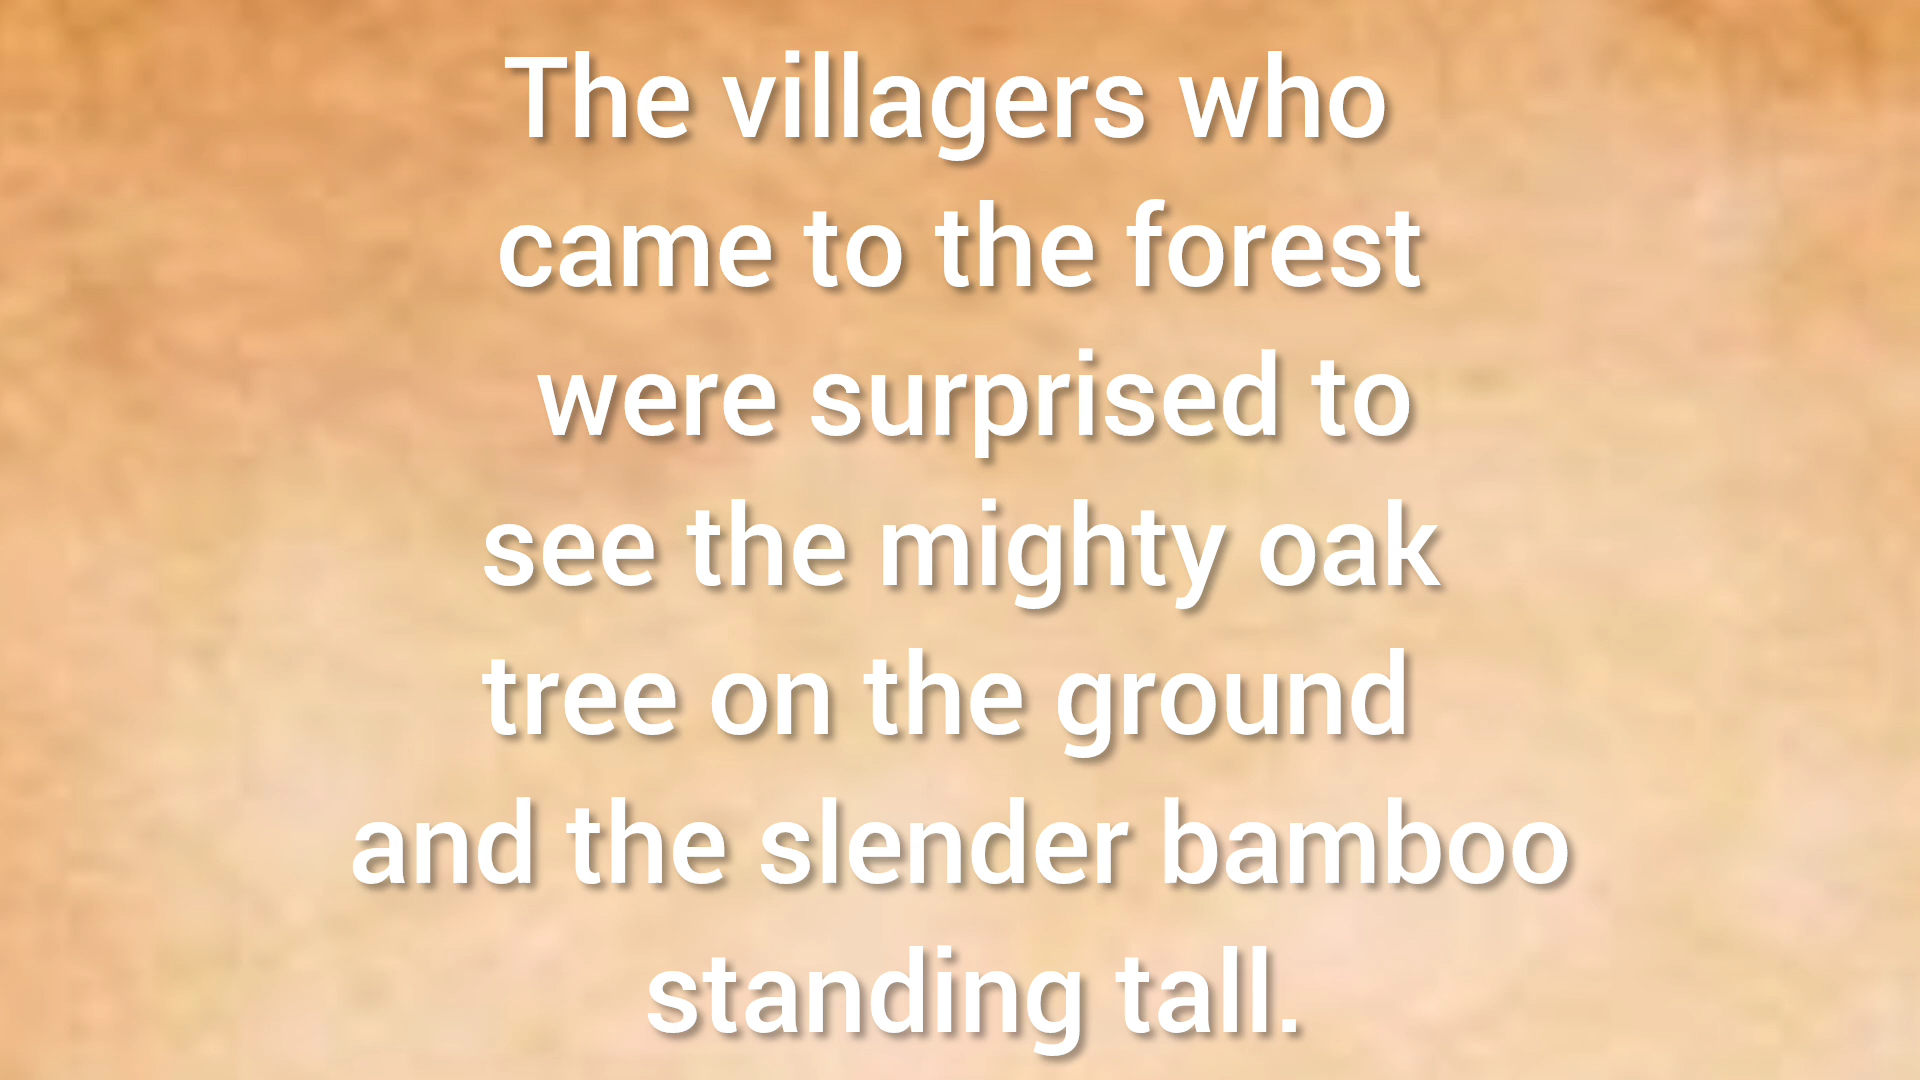 The villagers who
came to the forest
were surprised to
see the mighty oak
tree on the ground
and the slender bamboo
standing tall.